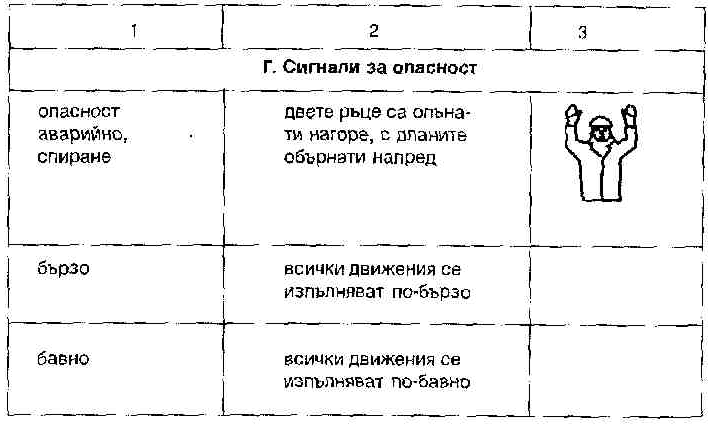 1 2 3
Г. Сигнали за опасност
опасност
аварийно,
спиране
двете ръце са опъна-
ти нагоре, с дланите
обърнати напред
бързо
всички движения се
изпълняват по-бързо
бавно
всички движения се
изпълняват по-бавно